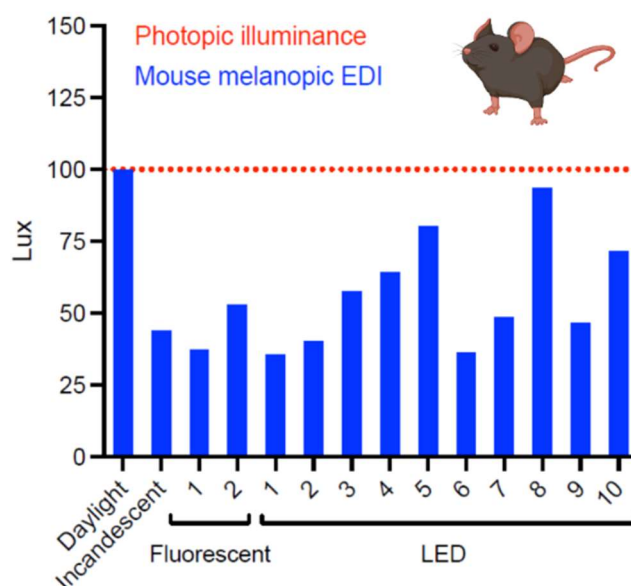 150
Photopic illuminance
Mouse melanopic EDI
125
100
75
50
25
0
Lux
Daylight
Incandescent
1
2
1
2
3
4
5
6
7
8
9
10
Fluorescent
LED